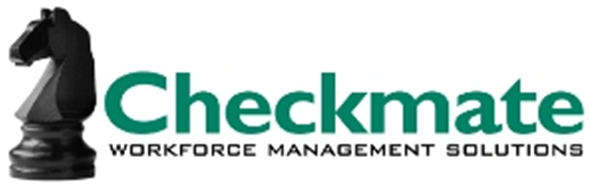 Checkmate
WORKFORCE MANAGEMENT SOLUTIONS